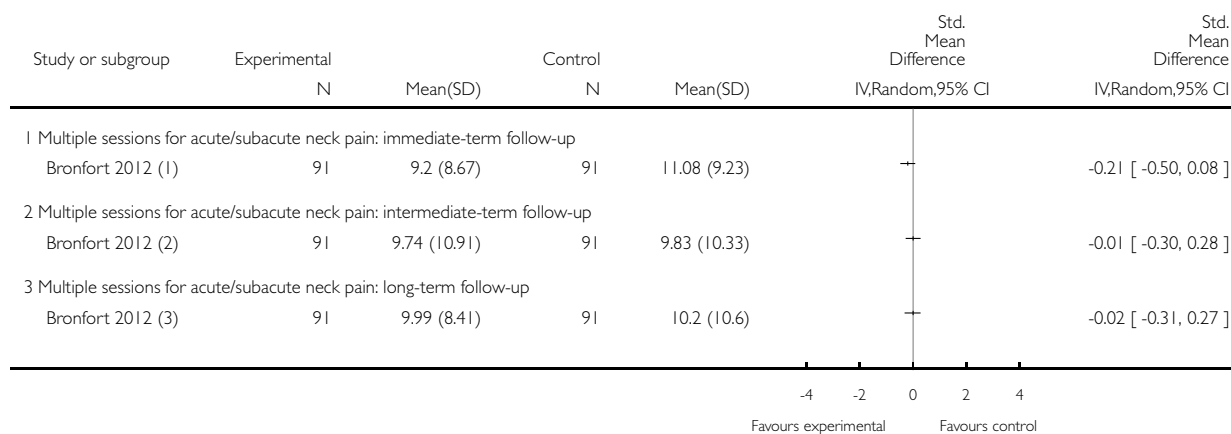 Std. Mean Difference Std. Mean Difference
Study or subgroup Experimental Control
N Mean(SD) N Mean(SD) IV,Random,95% CI IV,Random,95% CI
1 Multiple sessions for acute/subacute neck pain: immediate-term follow-up
Bronfort 2012 (1) 91 9.2 (8.67) 91 11.08 (9.23) -0.21 [ -0.50, 0.08 ]
2 Multiple sessions for acute/subacute neck pain: intermediate-term follow-up
Bronfort 2012 (2) 91 9.74 (10.91) 91 9.83 (10.33) -0.01 [ -0.30, 0.28 ]
3 Multiple sessions for acute/subacute neck pain: long-term follow-up
Bronfort 2012 (3) 91 9.99 (8.41) 91 10.2 (10.6) -0.02 [ -0.31, 0.27 ]
-4 -2 0 2 4
Favours experimental Favours control